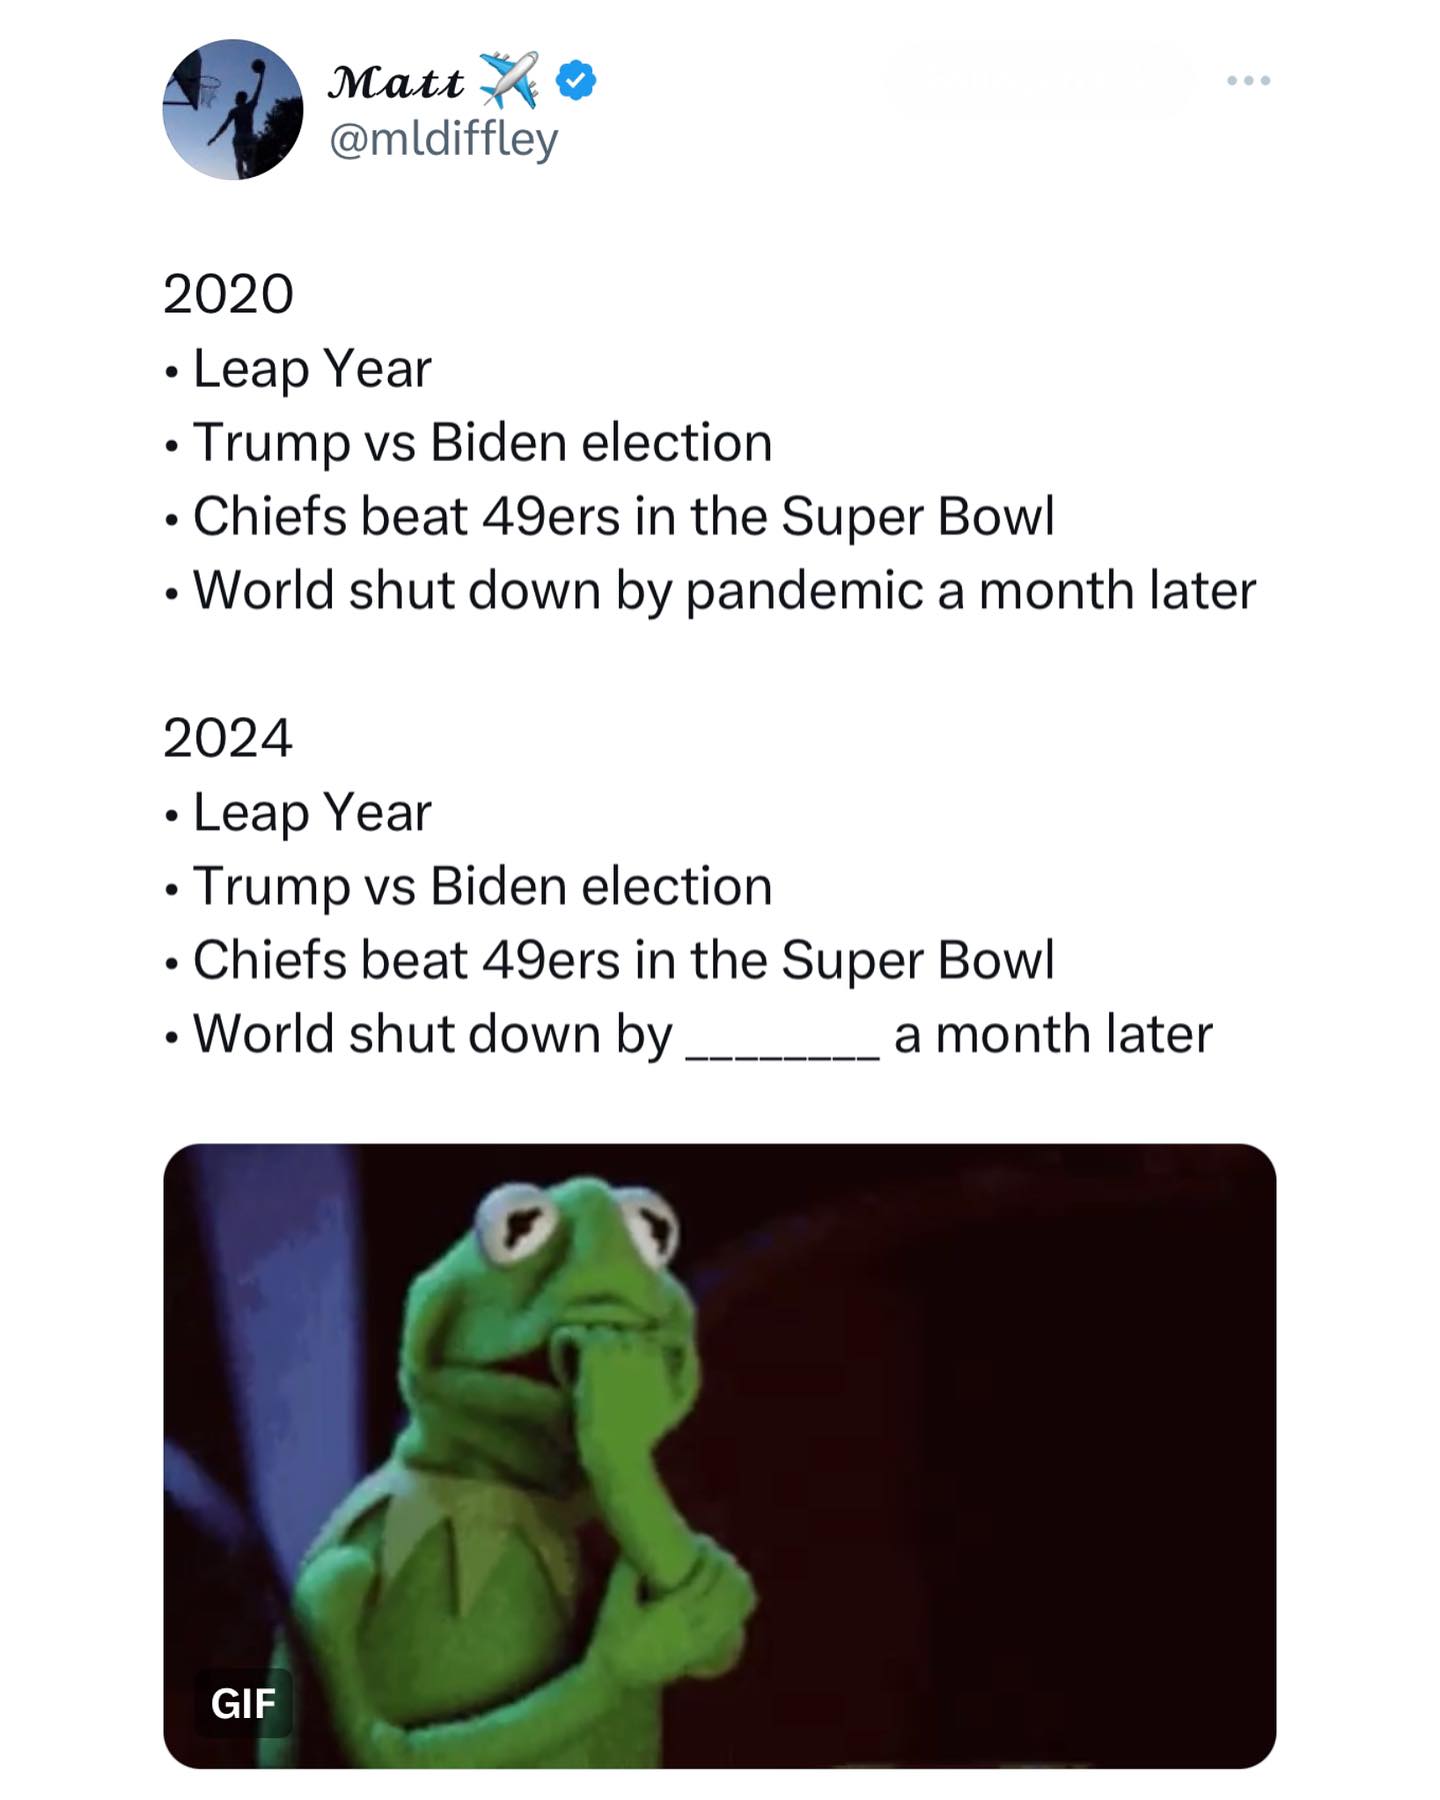 𝓜𝓪𝓽𝓽 ✈️
@mldiffley
2020
• Leap Year
• Trump vs Biden election
• Chiefs beat 49ers in the Super Bowl
• World shut down by pandemic a month later
2024
• Leap Year
• Trump vs Biden election
• Chiefs beat 49ers in the Super Bowl
• World shut down by ________ a month later
GIF